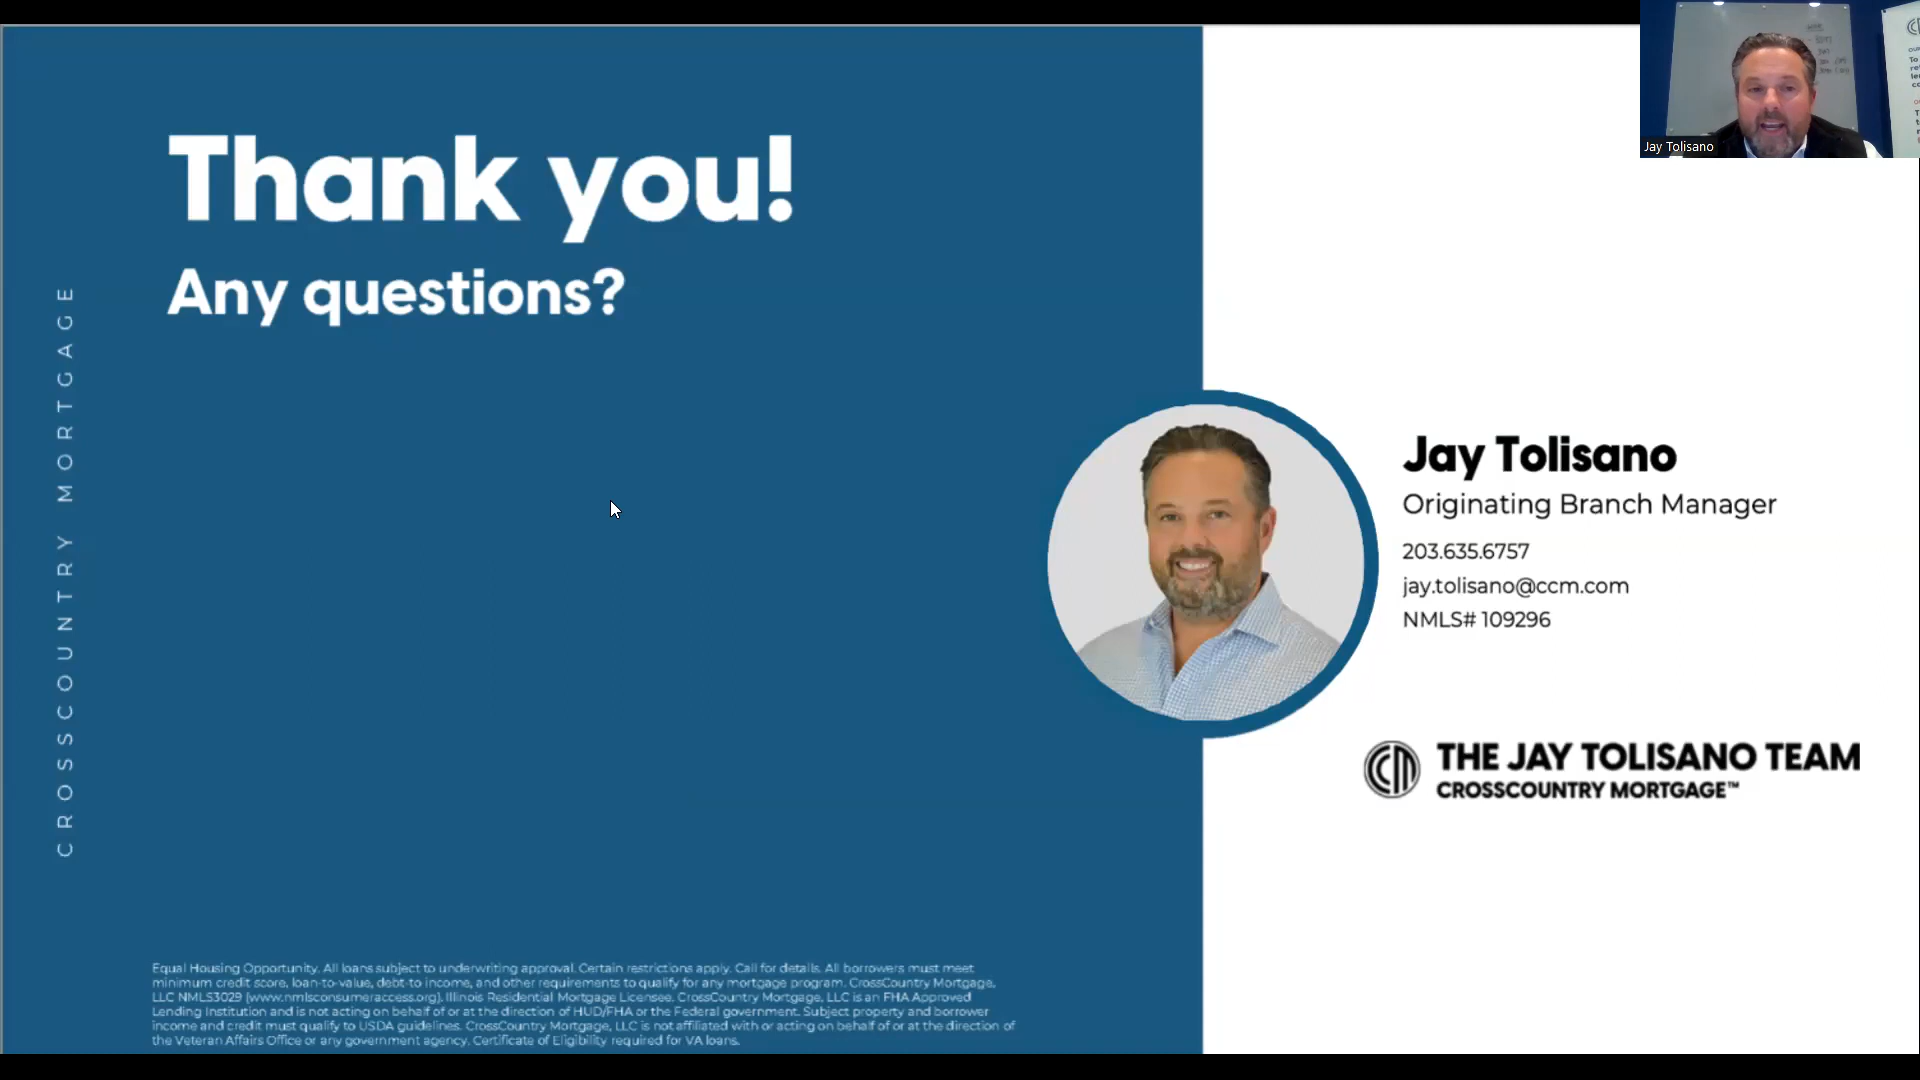 Thank you!
Any questions?
CROSSCOUNTRY MORTGAGE
Jay Tolisano
Jay Tolisano
Originating Branch Manager
203.635.6757
jay.tolisano@ccm.com
NMLS# 109296
THE JAY TOLISANO TEAM
CROSSCOUNTRY MORTGAGE™
Equal Housing Opportunity. All loans subject to underwriting approval. Certain restrictions apply. Call for details. All borrowers must meet
minimum credit score, loan-to-value, debt-to income, and other requirements to qualify for any mortgage program. CrossCountry Mortgage,
LLC NMLS3029 (www.nmlsconsumeraccess.org). Illinois Residential Mortgage Licensee. CrossCountry Mortgage, LLC is an FHA Approved
Lending Institution and is not acting on behalf of or at the direction of HUD/FHA or the Federal government. Subject property and borrower
income and credit must qualify to USDA guidelines. CrossCountry Mortgage, LLC is not affiliated with or acting on behalf of or at the direction of
the Veteran Affairs Office or any government agency. Certificate of Eligibility required for VA loans.